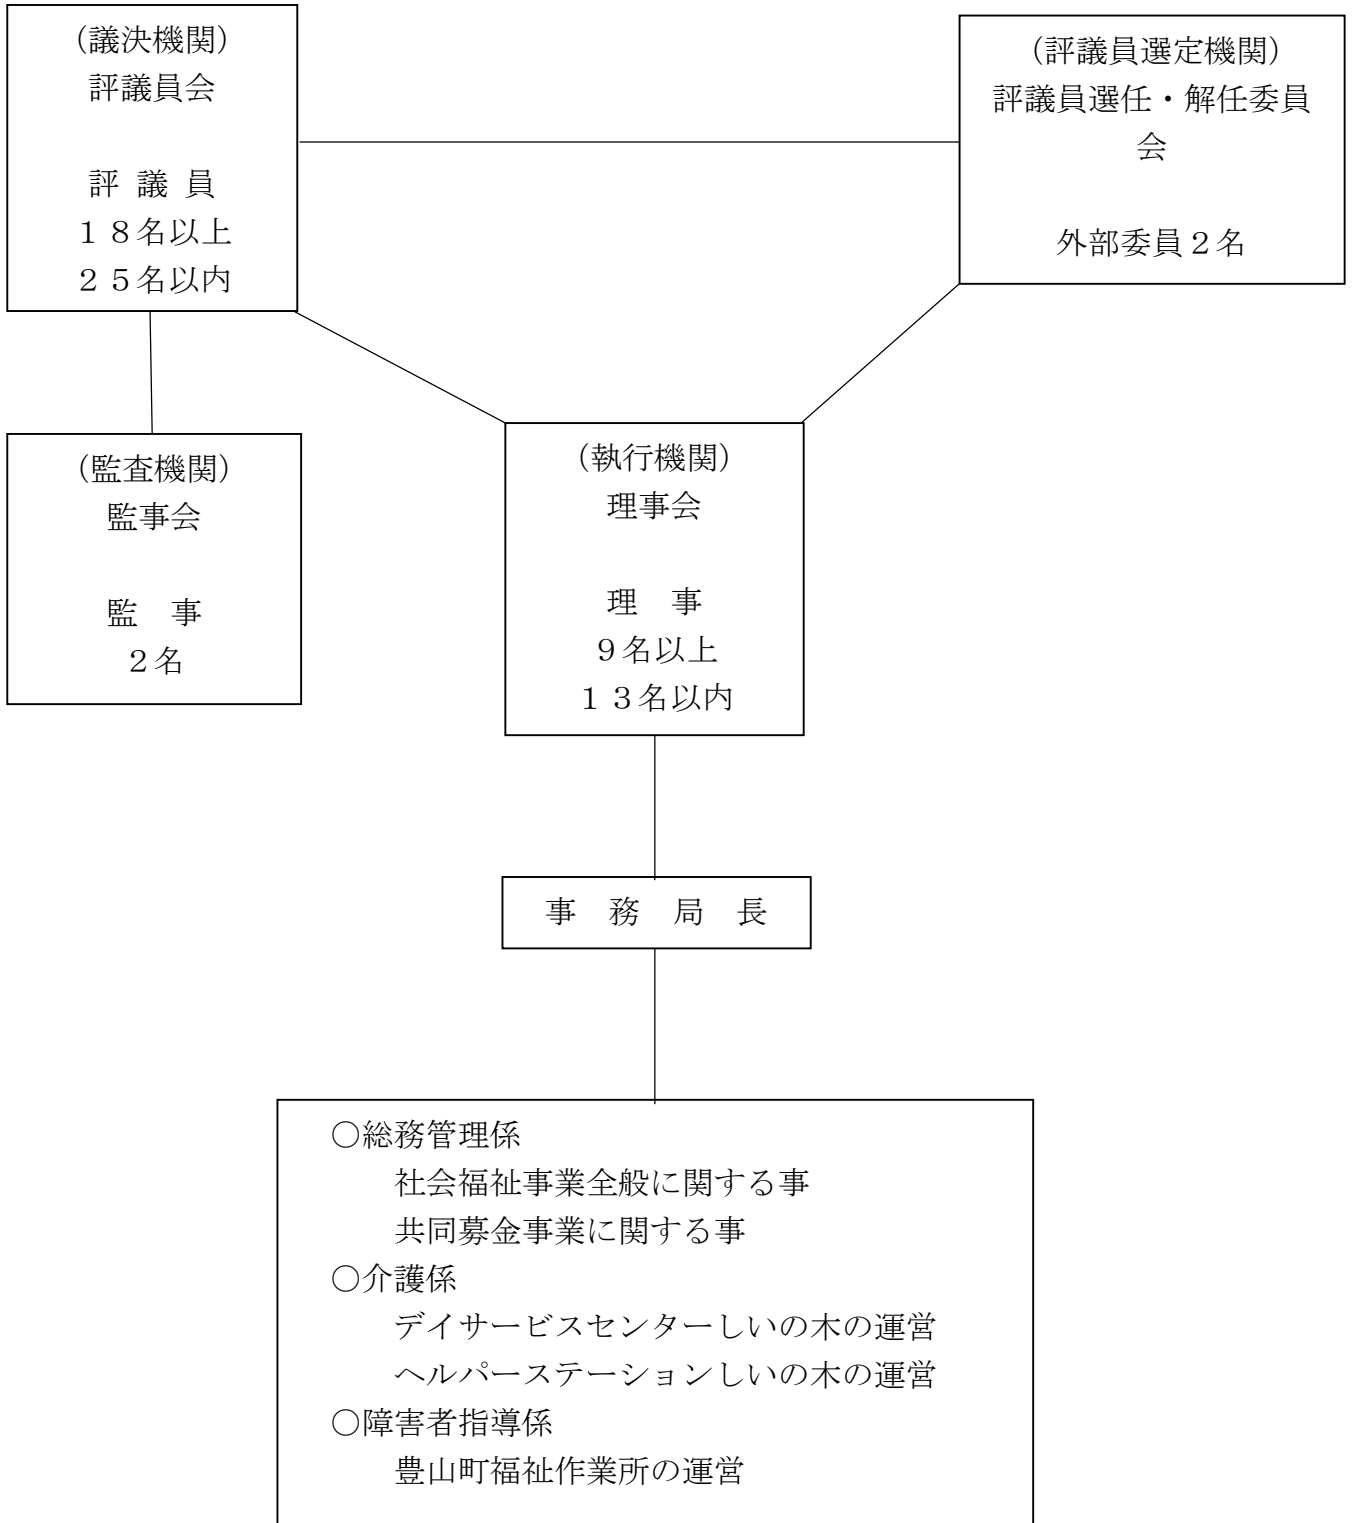 （議決機関）
評議員会
評 議 員
１８名以上
２５名以内
（評議員選定機関）
評議員選任・解任委員
会
外部委員２名
（監査機関）
監事会
監　事
２名
（執行機関）
理事会
理　事
９名以上
１３名以内
事　務　局　長
○総務管理係
社会福祉事業全般に関する事
共同募金事業に関する事
○介護係
デイサービスセンターしいの木の運営
ヘルパーステーションしいの木の運営
○障害者指導係
豊山町福祉作業所の運営